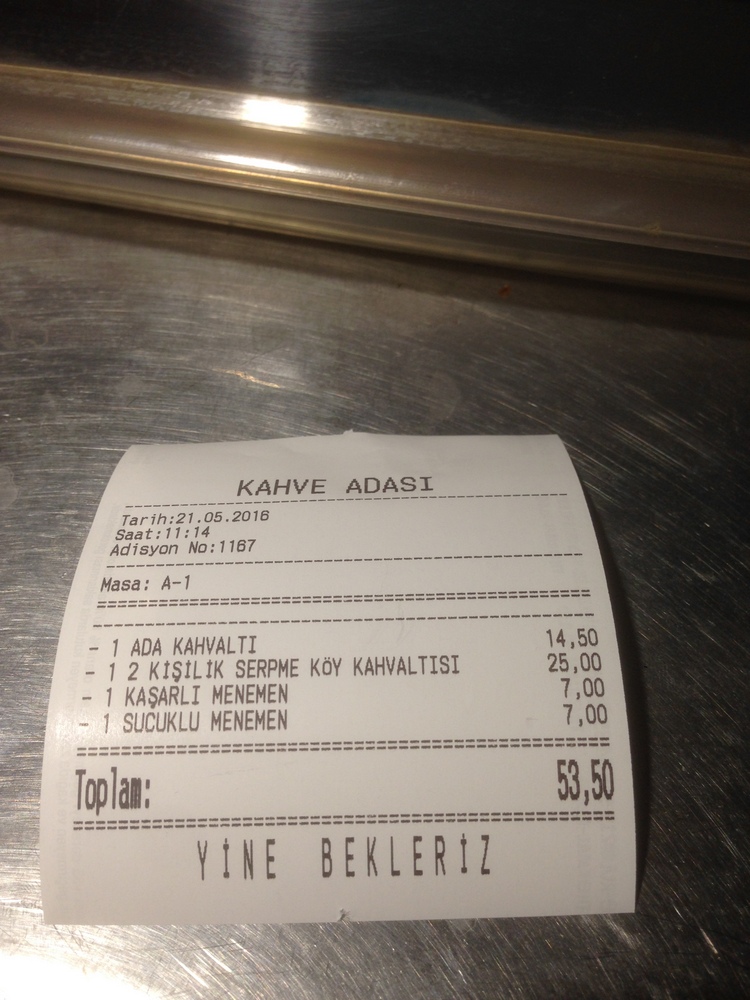 KAHVE ADASI
Tarih:21.05.2016
Saat:11:14
Adisyon No:1167
Masa: A-1
- 1 ADA KAHVALTI 14,50
- 1 2 KİŞİLİK SERPME KÖY KAHVALTISI 25,00
- 1 KAŞARLI MENEMEN 7,00
- 1 SUCUKLU MENEMEN 7,00
Toplam: 53,50
YİNE BEKLERİZ